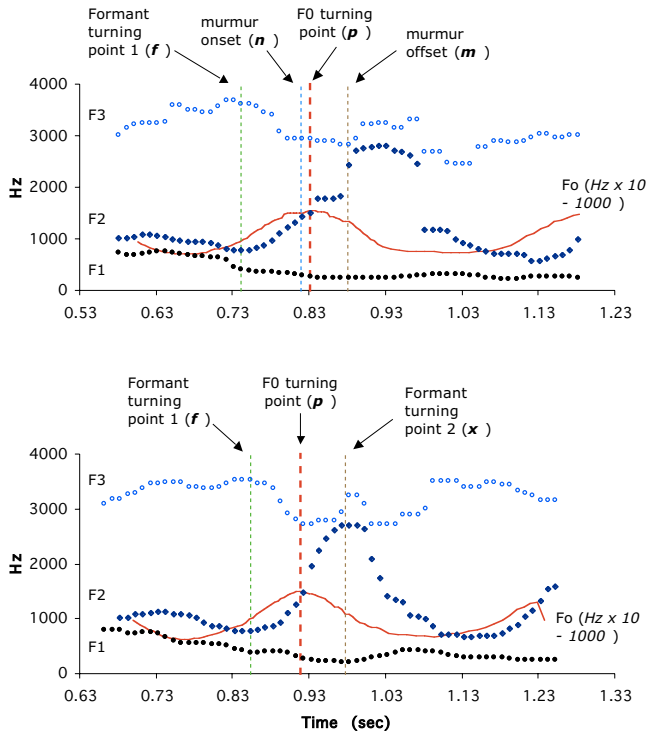 Formant
turning
point 1 (f )
murmur
onset (n )
F0 turning
point (p )
murmur
offset (m )
4000
3000
2000
1000
0
Hz
F3
F2
F1
Fo (Hz x 10
- 1000 )
0.53 0.63 0.73 0.83 0.93 1.03 1.13 1.23
Formant
turning
point 1 (f )
F0 turning
point (p )
Formant
turning
point 2 (x )
4000
3000
2000
1000
0
Hz
F3
F2
F1
Fo (Hz x 10
- 1000 )
0.63 0.73 0.83 0.93 1.03 1.13 1.23 1.33
Time (sec)